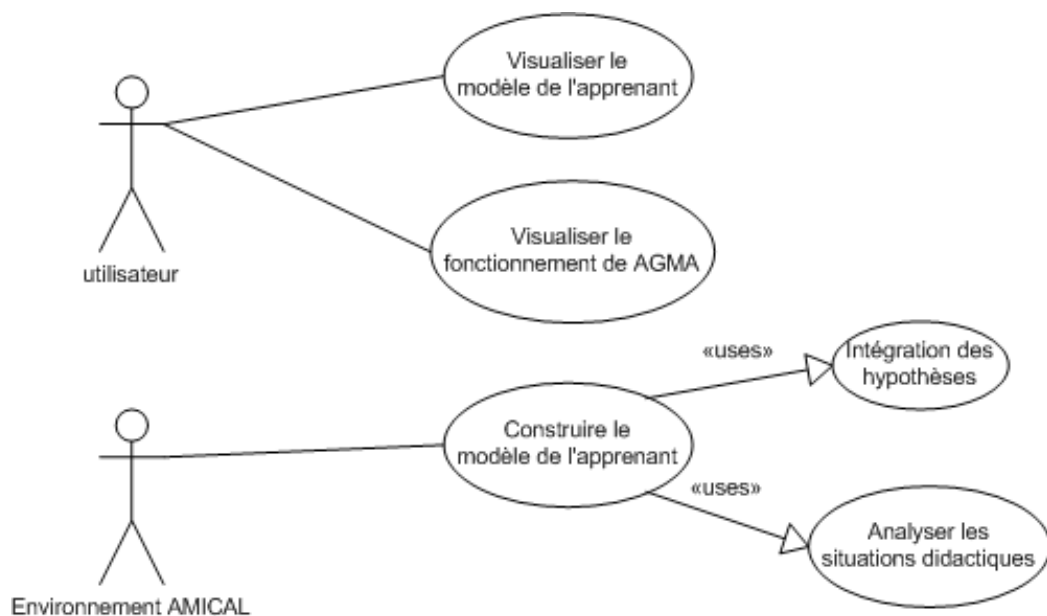 Visualiser le
modèle de l'apprenant
utilisateur
Visualiser le
fonctionnement de AGMA
«uses»
Intégration des
hypothèses
Construire le
modèle de l'apprenant
«uses»
Analyser les
situations didactiques
Environnement AMICAL